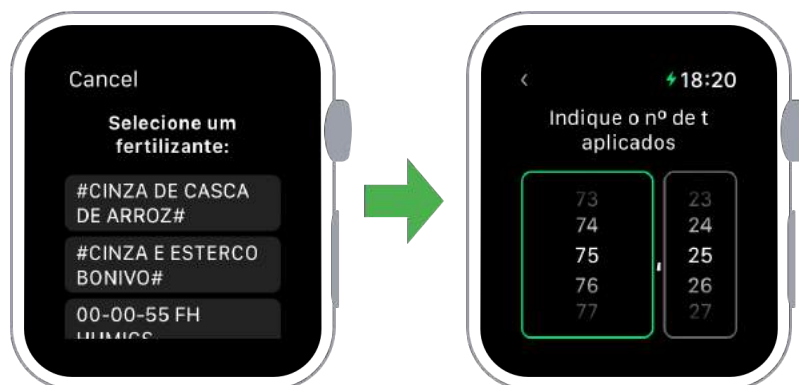 Cancel
Selecione um
fertilizante:
#CINZA DE CASCA
DE ARROZ#
#CINZA E ESTERCO
BONIVO#
00-00-55 FH
HUMICS
18:20
Indique o nº de t
aplicados
73 23
74 24
75 , 25
76 26
77 27